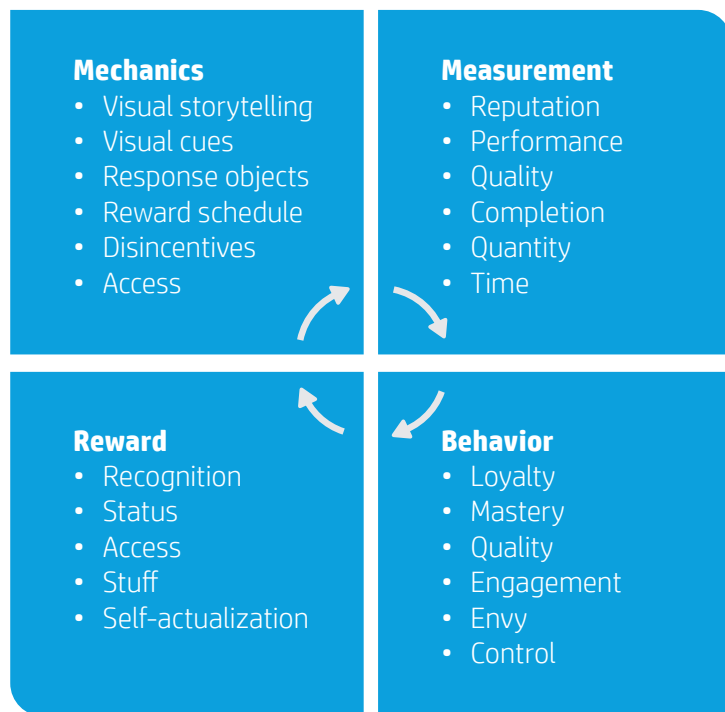 Mechanics
• Visual storytelling
• Visual cues
• Response objects
• Reward schedule
• Disincentives
• Access
Measurement
• Reputation
• Performance
• Quality
• Completion
• Quantity
• Time
Reward
• Recognition
• Status
• Access
• Stuff
• Self-actualization
Behavior
• Loyalty
• Mastery
• Quality
• Engagement
• Envy
• Control